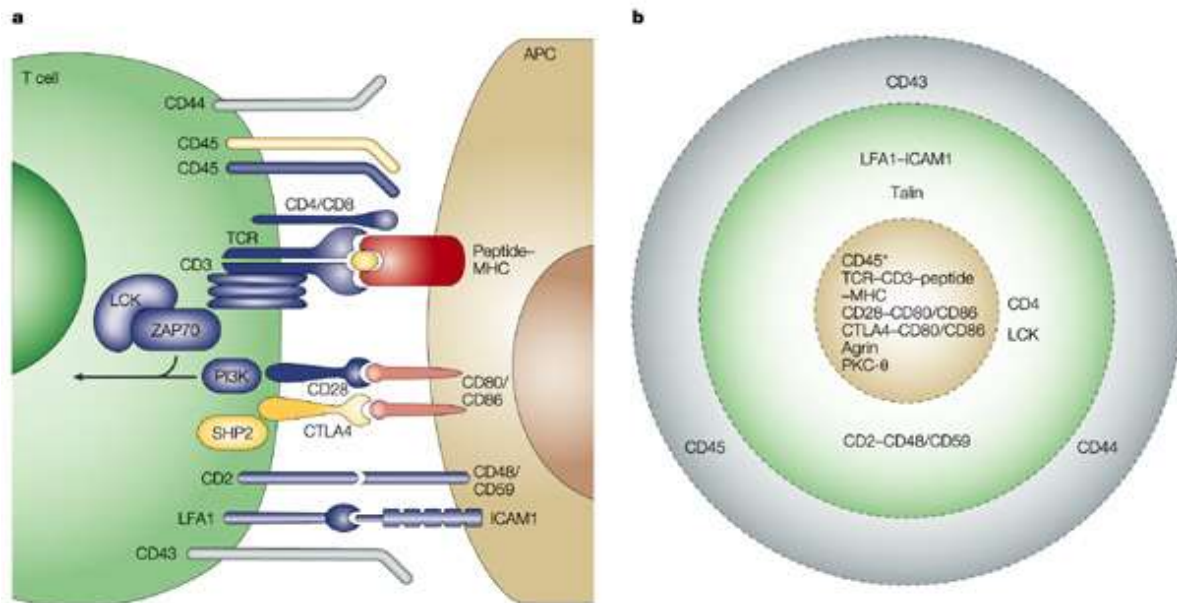 a
T cell
APC
CD44
CD45
CD45
CD4/CD8
TCR
CD3
Peptide–
MHC
LCK
ZAP70
PI3K
CD28
CD80/
CD86
SHP2
CTLA4
CD2
CD48/
CD59
LFA1
ICAM1
CD43
b
CD43
LFA1–ICAM1
Talin
CD45*
TCR–CD3–peptide
–MHC
CD28–CD80/CD86
CTLA4–CD80/CD86
Agrin
PKC-θ
CD4
LCK
CD2–CD48/CD59
CD45
CD44